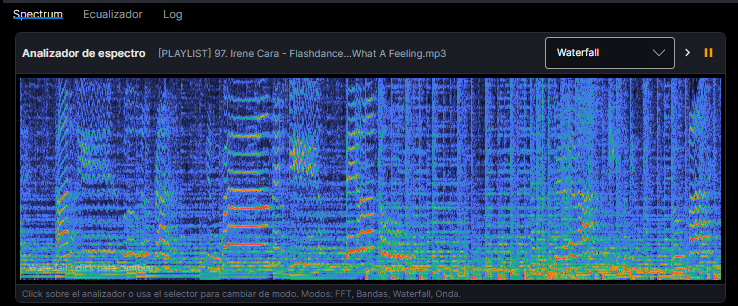 Spectrum Ecualizador Log
Analizador de espectro [PLAYLIST] 97. Irene Cara - Flashdance...What A Feeling.mp3 Waterfall
Click sobre el analizador o usa el selector para cambiar de modo. Modos: FFT, Bandas, Waterfall, Onda.